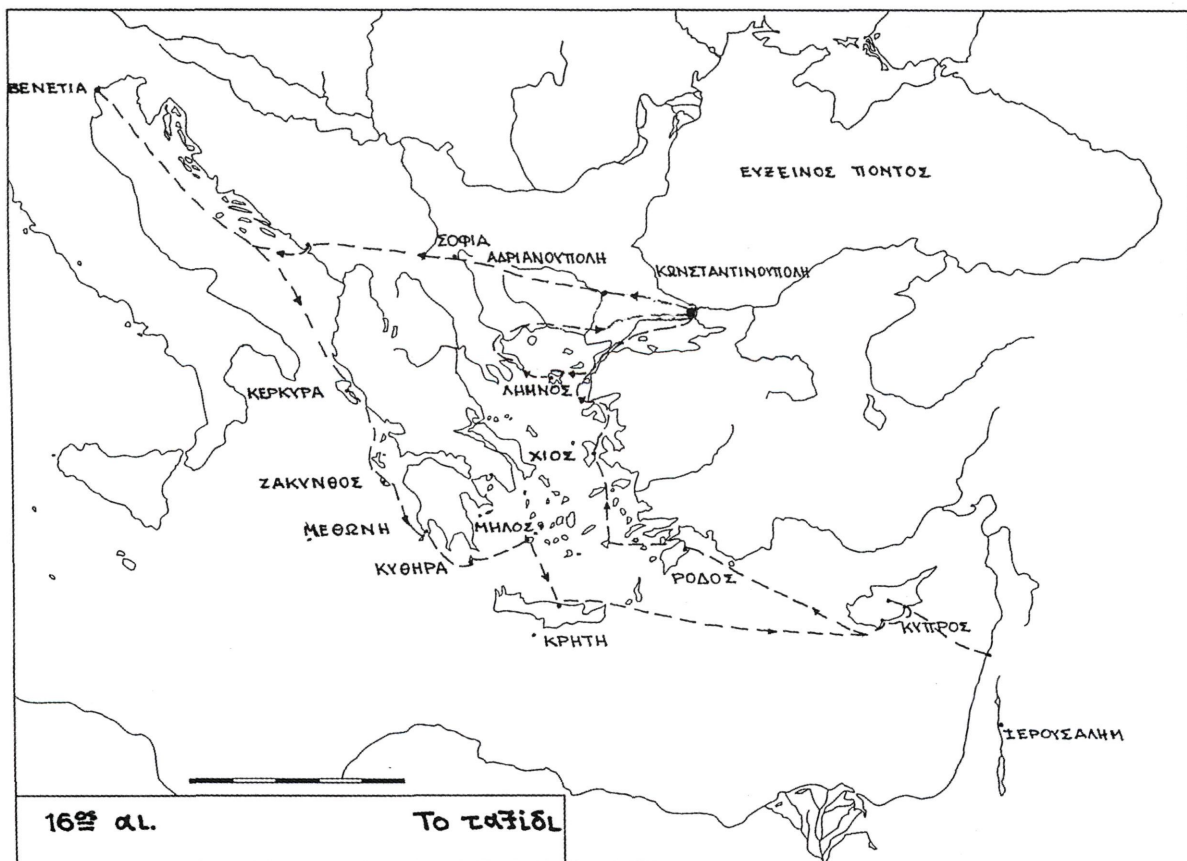 ΒΕΝΕΤΙΑ
ΕΥΞΕΙΝΟΣ ΠΟΝΤΟΣ
ΣΟΦΙΑ
ΑΔΡΙΑΝΟΥΠΟΛΗ
ΚΩΝΣΤΑΝΤΙΝΟΥΠΟΛΗ
ΚΕΡΚΥΡΑ
ΛΗΜΝΟΣ
ΧΙΟΣ
ΖΑΚΥΝΘΟΣ
ΜΕΘΩΝΗ
ΜΗΛΟΣ
ΚΥΘΗΡΑ
ΡΟΔΟΣ
ΚΥΠΡΟΣ
ΚΡΗΤΗ
ΙΕΡΟΥΣΑΛΗΜ
16ος αι. Το ταξίδι